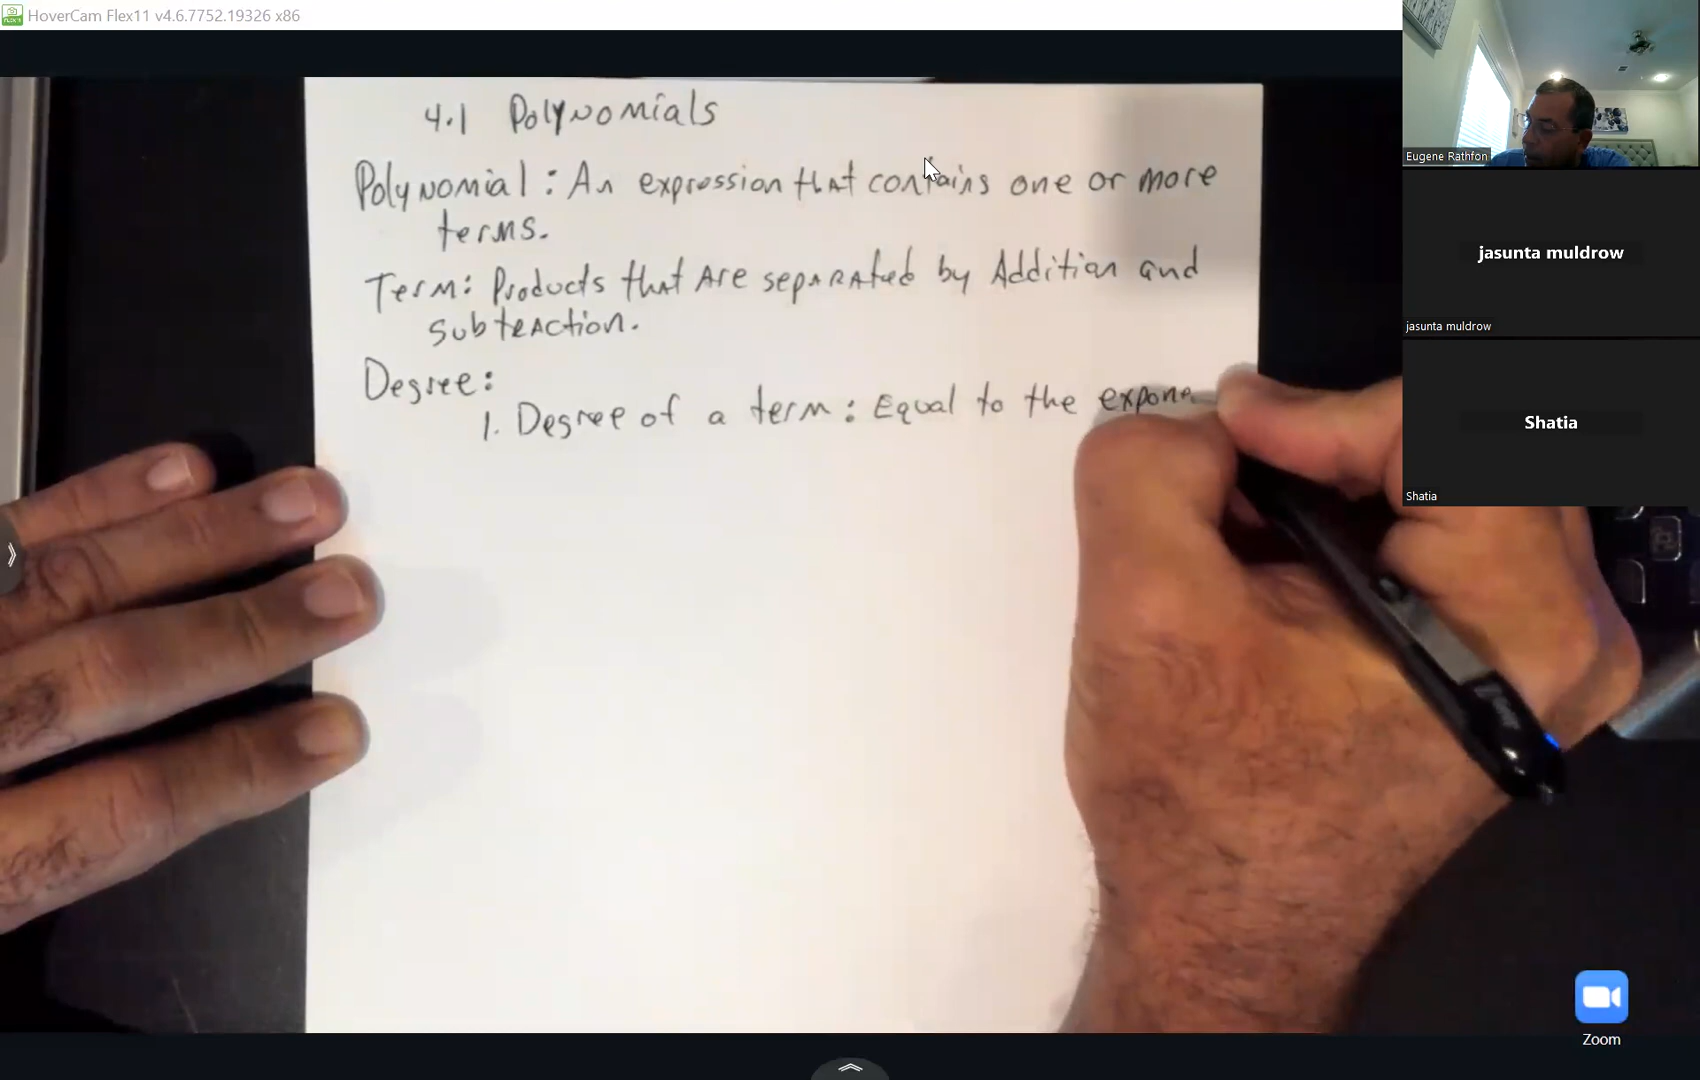 HoverCam Flex11 v4.6.7752.19326 x86
4.1 Polynomials
Polynomial: An expression that contains one or more
terms.
Term: Products that Are separated by Addition and
subtraction.
Degree:
1. Degree of a term: Equal to the expone
Eugene Rathfon
jasunta muldrow
jasunta muldrow
Shatia
Shatia
Zoom